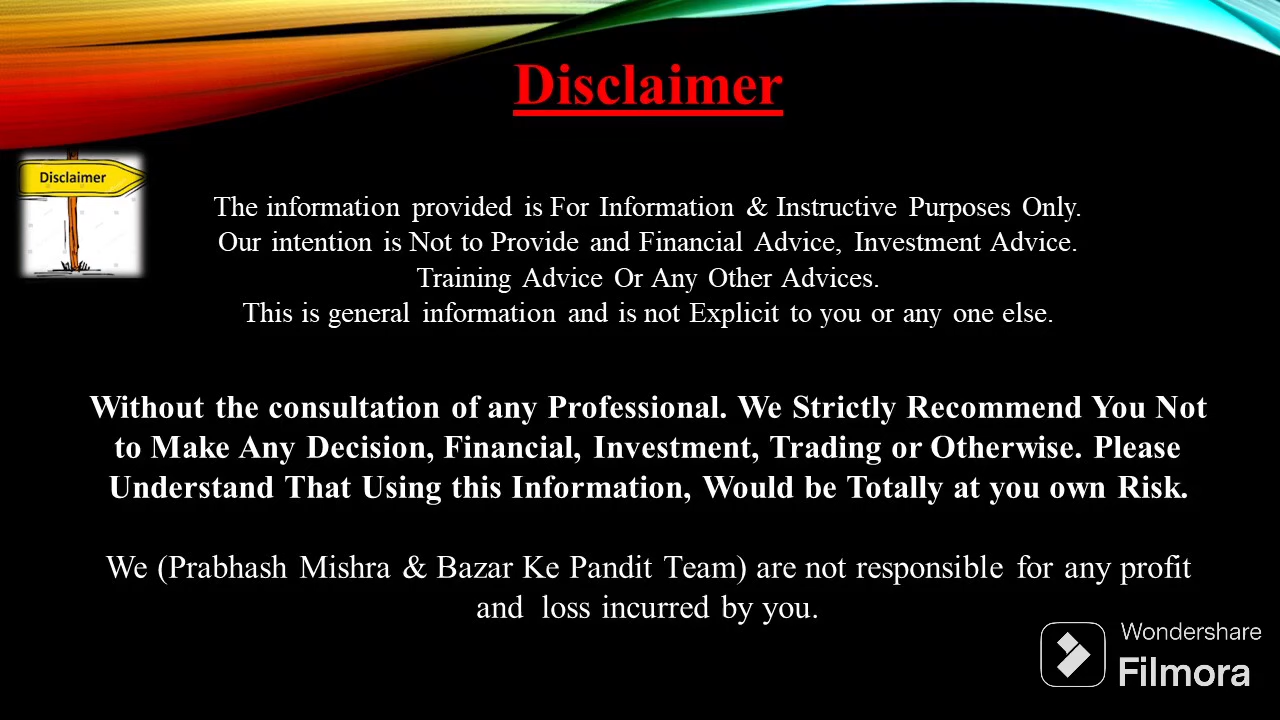 Disclaimer
Disclaimer
The information provided is For Information & Instructive Purposes Only.
Our intention is Not to Provide and Financial Advice, Investment Advice.
Training Advice Or Any Other Advices.
This is general information and is not Explicit to you or any one else.
Without the consultation of any Professional. We Strictly Recommend You Not
to Make Any Decision, Financial, Investment, Trading or Otherwise. Please
Understand That Using this Information, Would be Totally at you own Risk.
We (Prabhash Mishra & Bazar Ke Pandit Team) are not responsible for any profit
and loss incurred by you.
Wondershare
Filmora